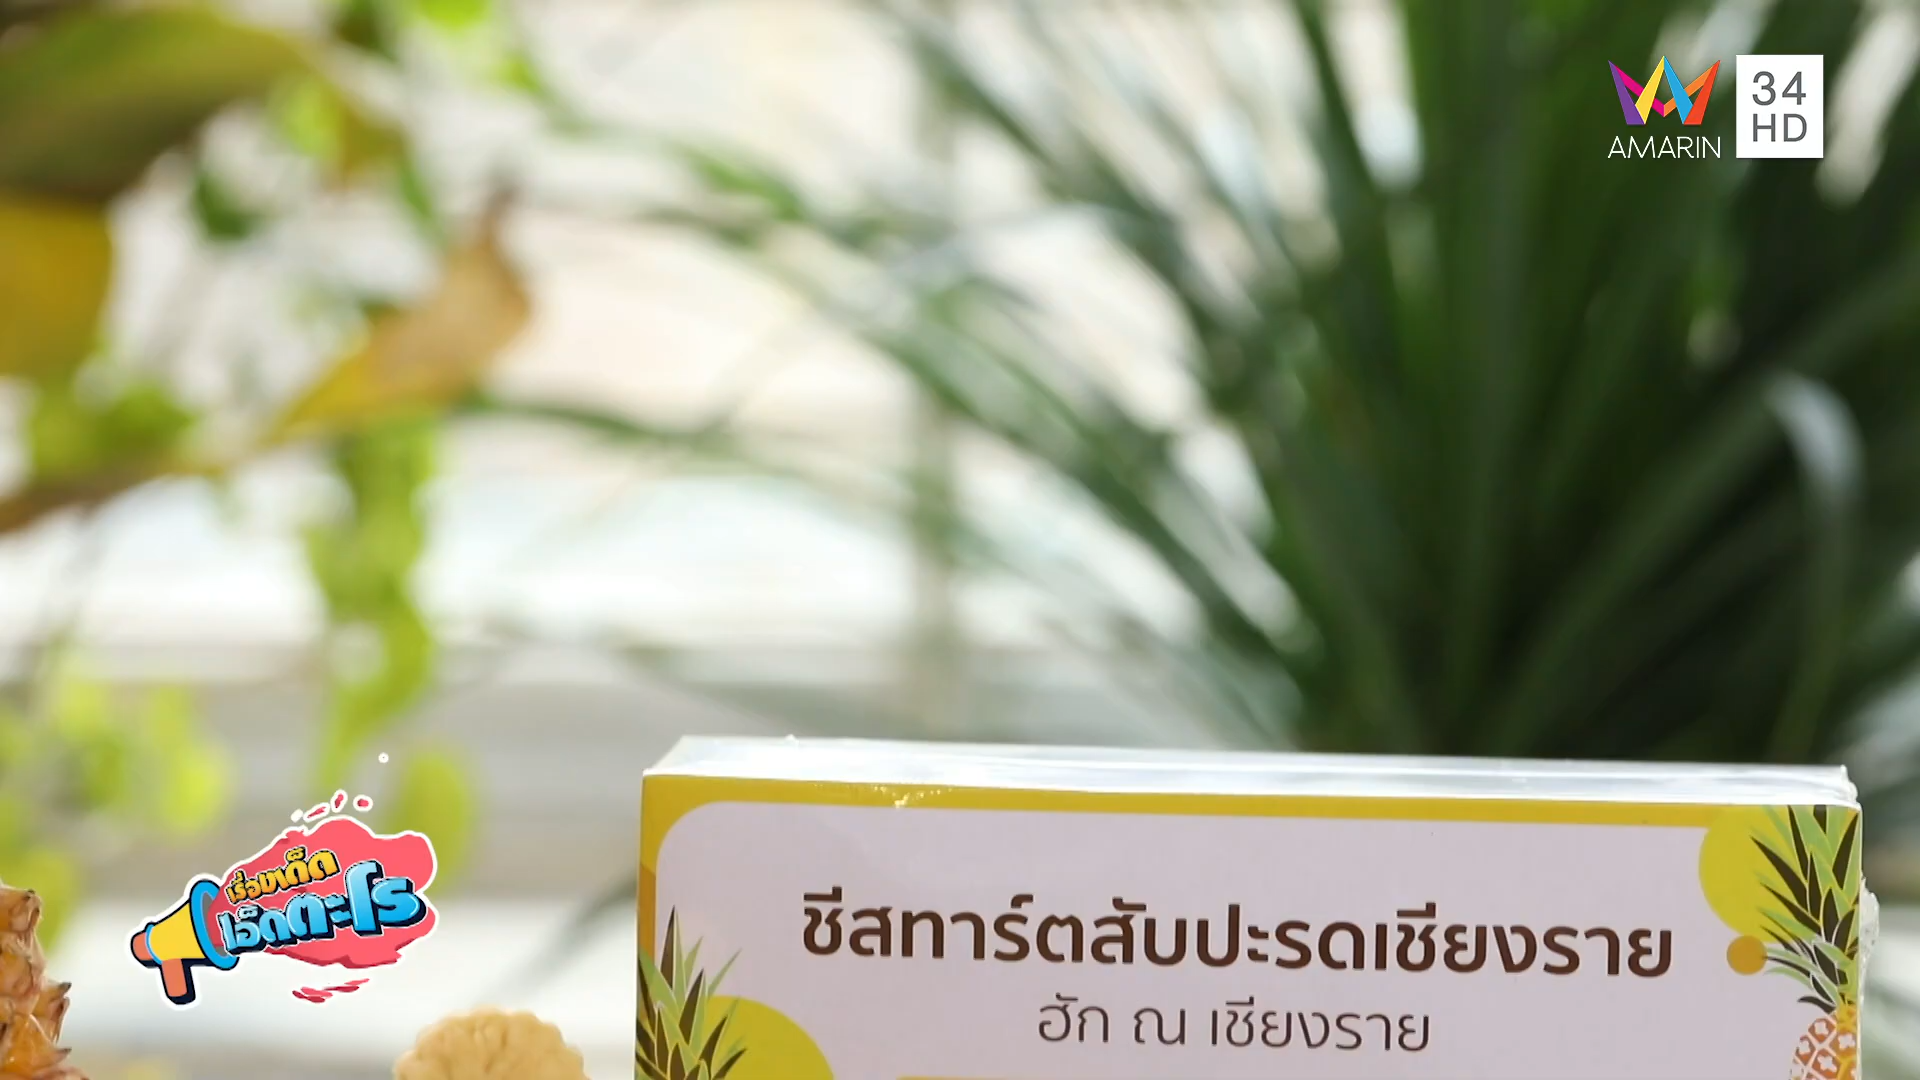 AMARIN
34
HD
เรื่องเด็ด
เอ็ดตะโร
ชีสทาร์ตสับปะรดเชียงราย
ฮัก ณ เชียงราย